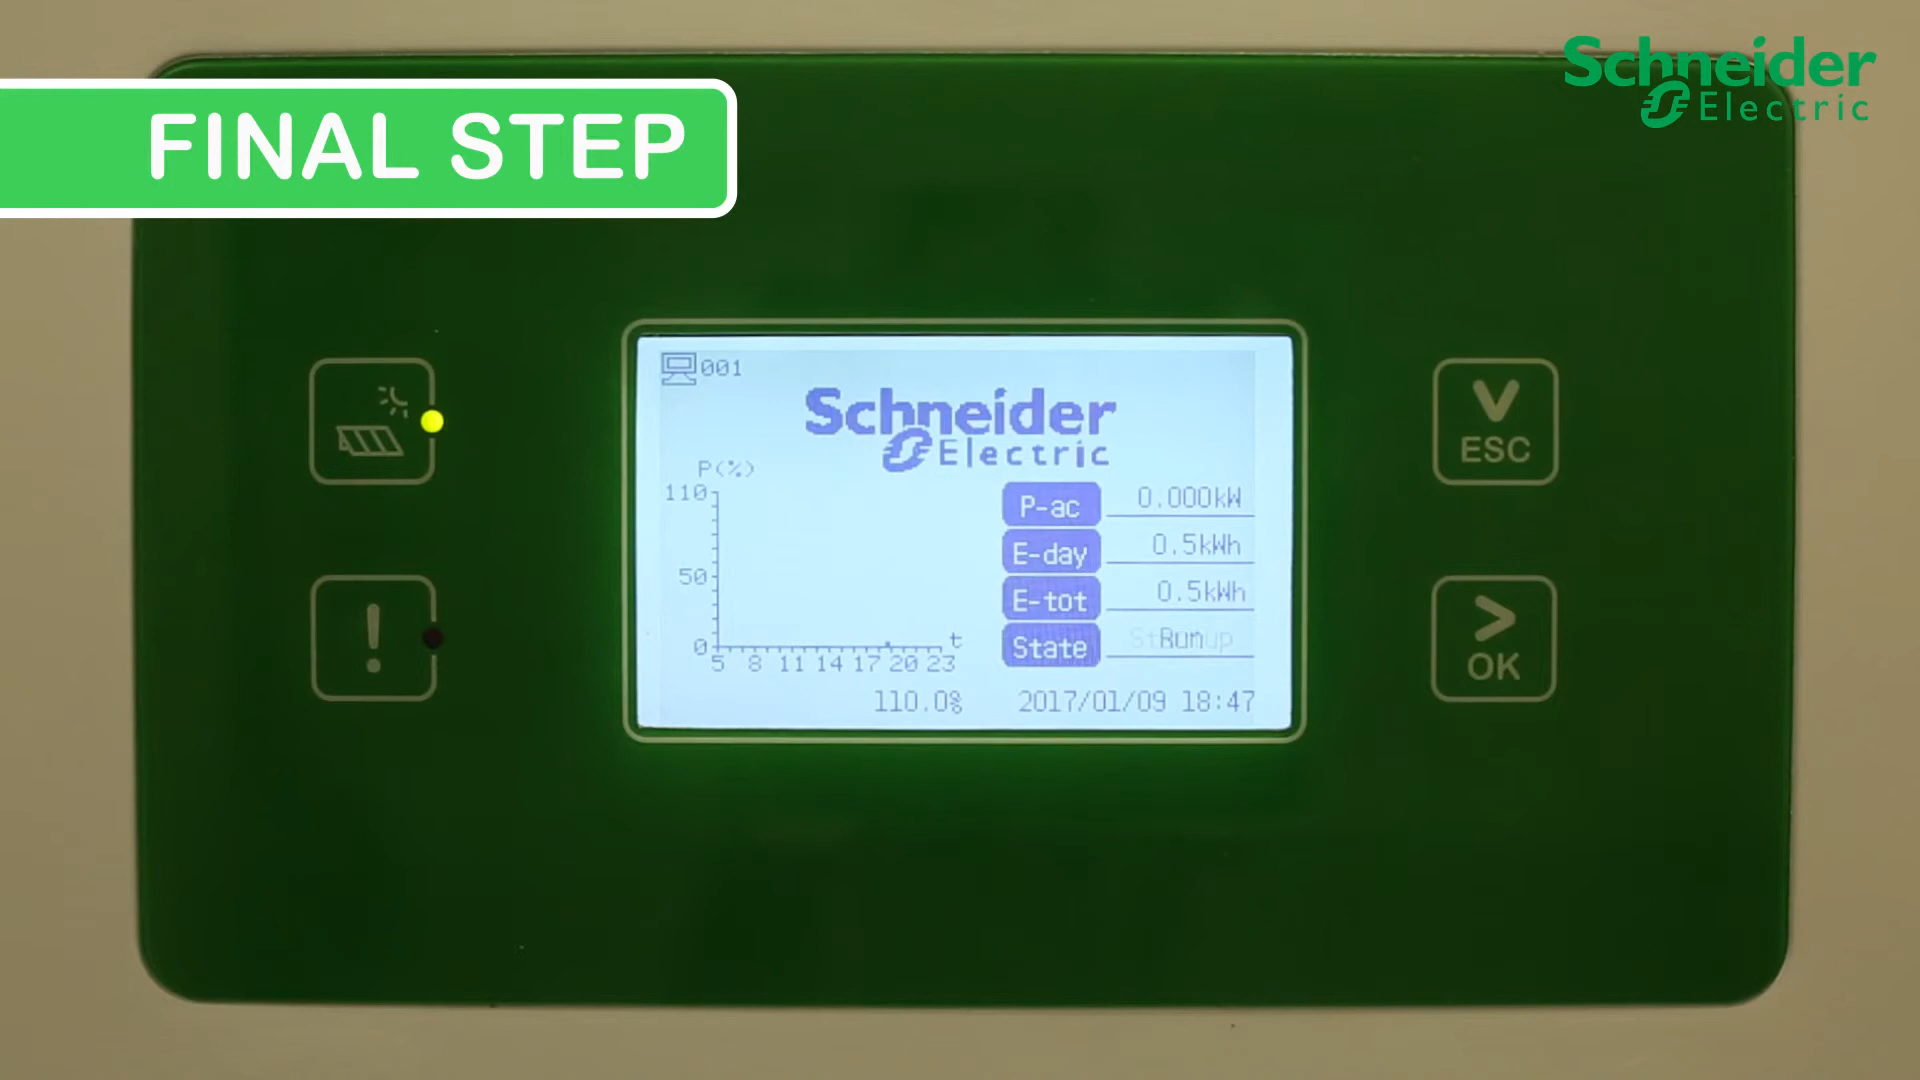 FINAL STEP
Schneider
Electric
001
Schneider
Electric
P(%)
110
50
0
5 8 11 14 17 20 23
t
P-ac 0.000kW
E-day 0.5kWh
E-tot 0.5kWh
State Run
110.0% 2017/01/09 18:47
V
ESC
>
OK
!